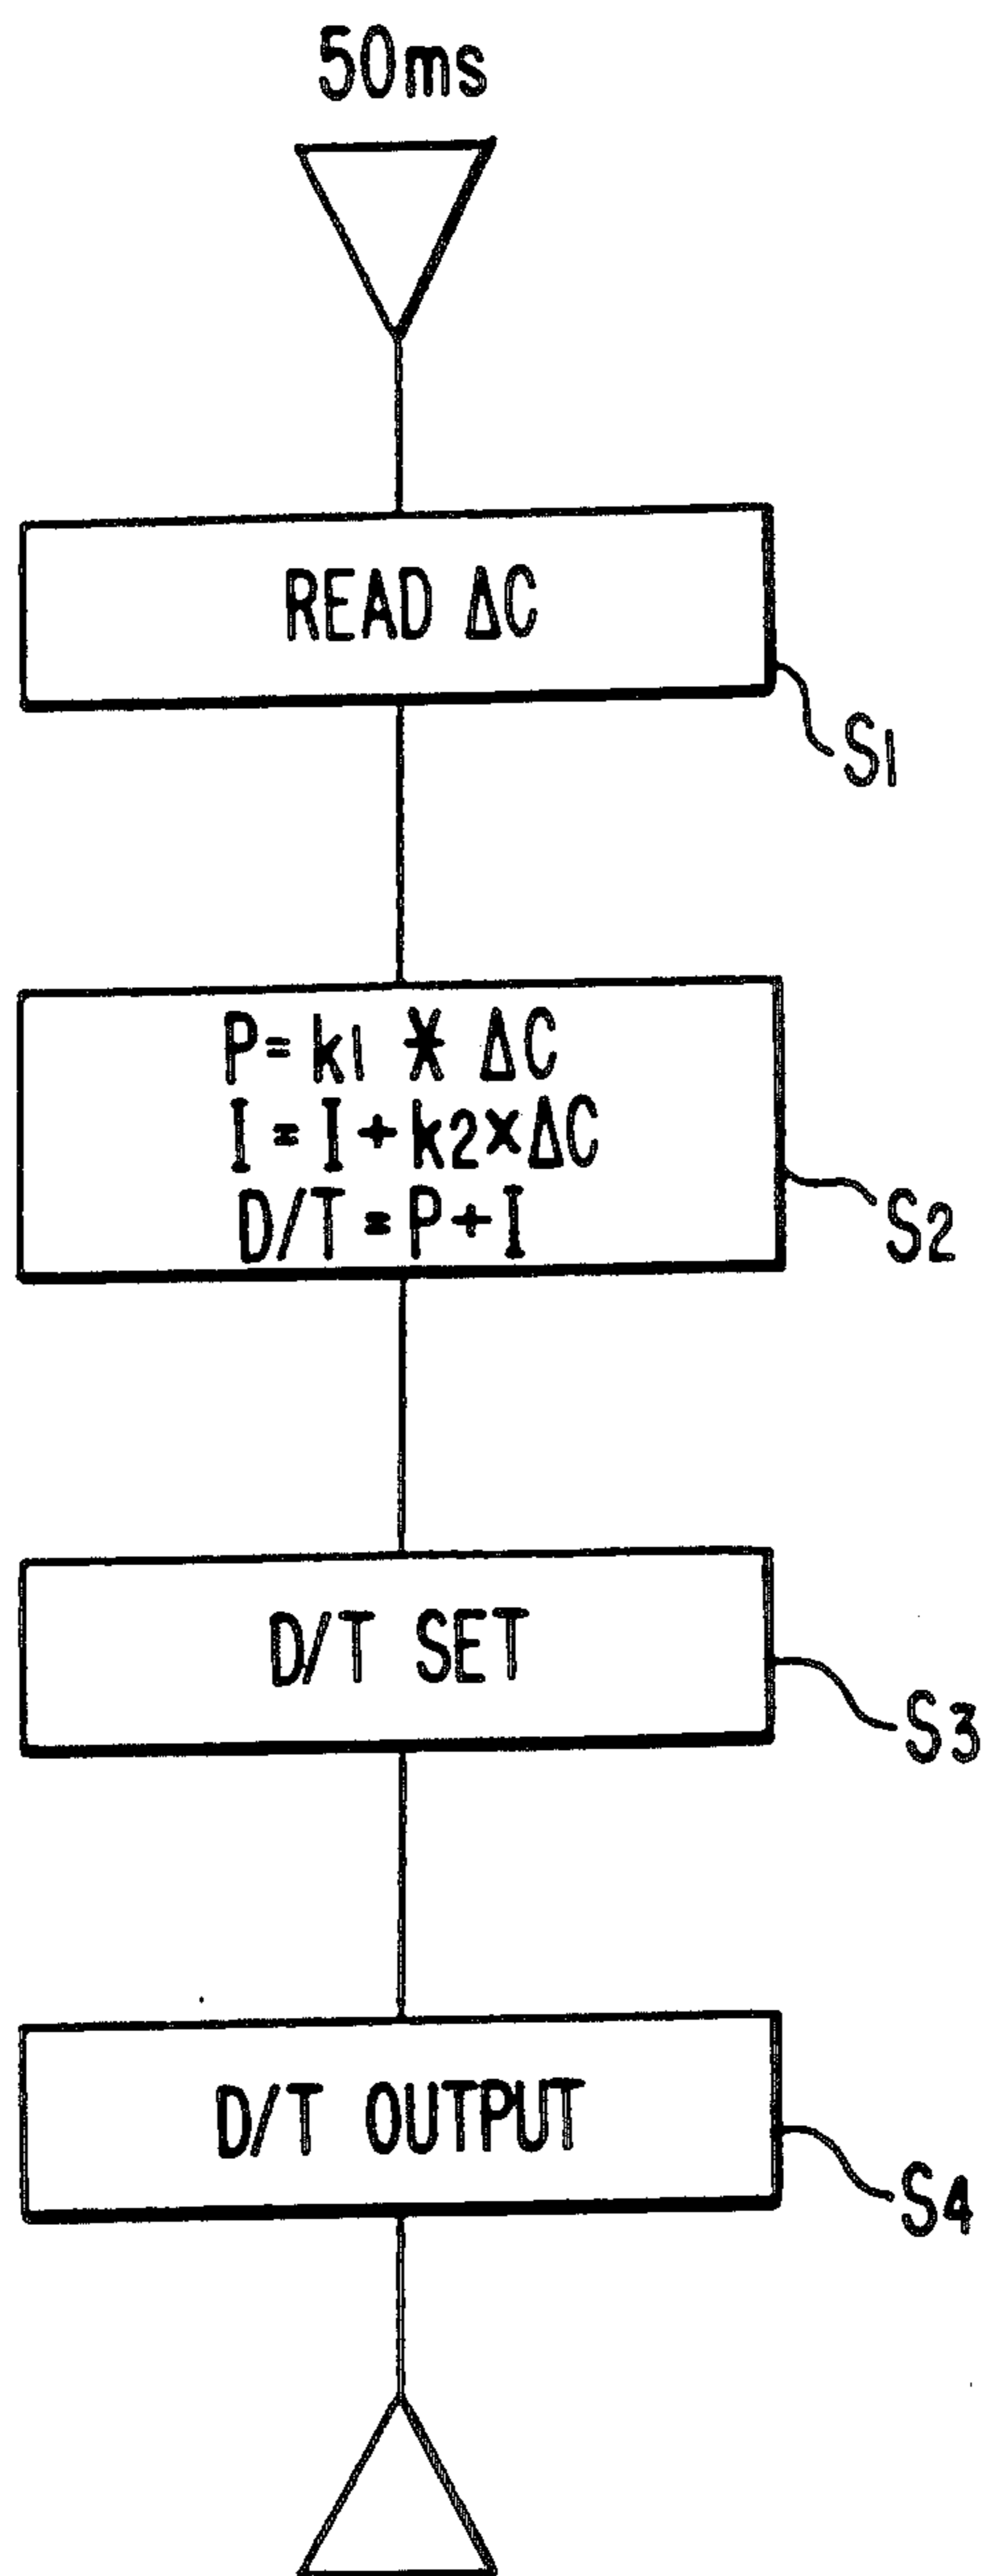 50ms
READ ΔC
S1
P= k1 * ΔC
I = I + k2×ΔC
D/T = P + I
S2
D/T SET
S3
D/T OUTPUT
S4